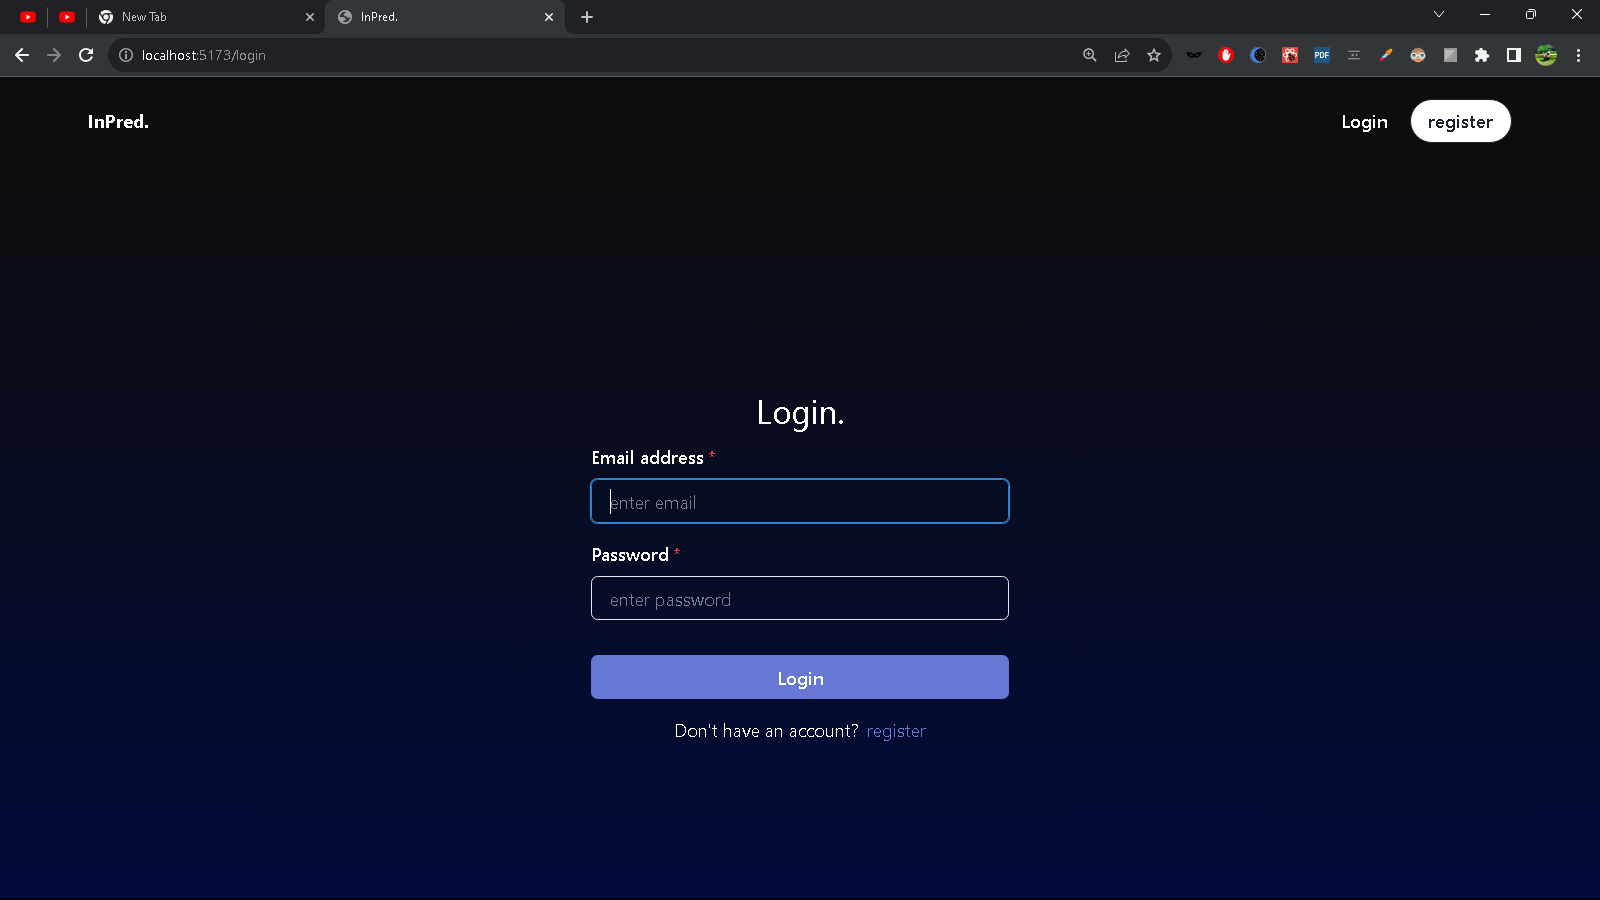 New Tab
InPred.
localhost:5173/login
PDF
InPred.
Login
register
Login.
Email address *
enter email
Password *
enter password
Login
Don't have an account? register